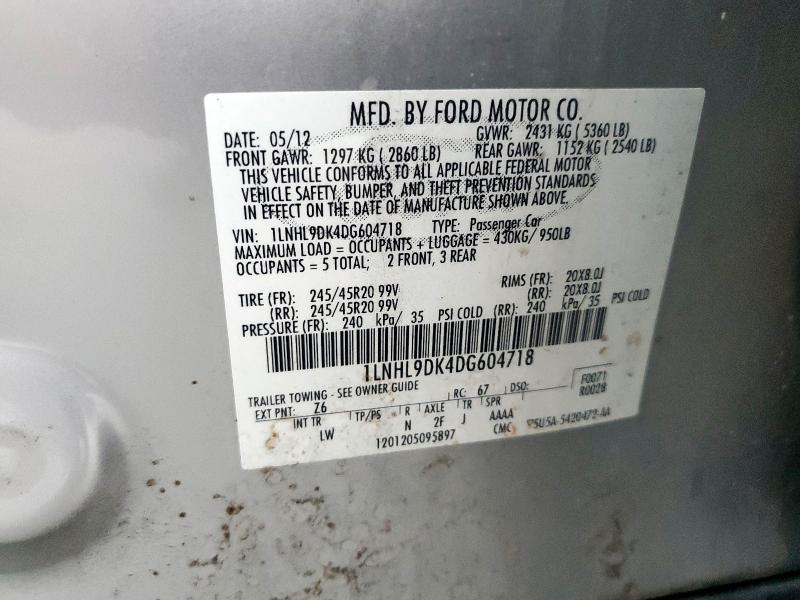 MFD. BY FORD MOTOR CO.
DATE: 05/12 GVWR: 2431 KG ( 5360 LB)
FRONT GAWR: 1297 KG ( 2860 LB) REAR GAWR: 1152 KG ( 2540 LB)
THIS VEHICLE CONFORMS TO ALL APPLICABLE FEDERAL MOTOR
VEHICLE SAFETY, BUMPER, AND THEFT PREVENTION STANDARDS
IN EFFECT ON THE DATE OF MANUFACTURE SHOWN ABOVE.
VIN: 1LNHL9DK4DG604718 TYPE: Passenger Car
MAXIMUM LOAD = OCCUPANTS + LUGGAGE = 430KG/ 950LB
OCCUPANTS = 5 TOTAL; 2 FRONT, 3 REAR
TIRE (FR): 245/45R20 99V RIMS (FR): 20X8.0J
(RR): 245/45R20 99V (RR): 20X8.0J
PRESSURE (FR): 240 kPa/ 35 PSI COLD (RR): 240 kPa/ 35 PSI COLD
1LNHL9DK4DG604718
TRAILER TOWING - SEE OWNER GUIDE
EXT PNT: Z6 RC: 67 DSO: F0071
R0028
INT TR TP/PS R AXLE TR SPR
LW N 2F J AAAA
1201205095897 CMC 5U5A-5420472-AA